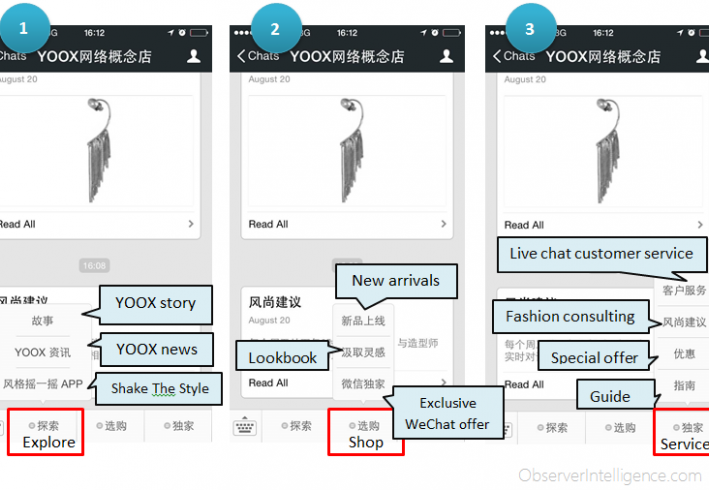 1
3G
16:12
Chats
YOOX网络概念店
August 20
Read All
16:08
风尚建议
故事
YOOX 资讯
风格摇一摇 APP
YOOX story
YOOX news
Shake The Style
探索
Explore
选购
独家
2
16:12
Chats
YOOX网络概念店
August 20
Read All
风尚建议
August 20
与造型师
Read All
新品上线
汲取灵感
微信独家
New arrivals
Lookbook
Exclusive
WeChat offer
探索
选购
Shop
独家
3
3G
16:12
Chats
YOOX网络概念店
August 20
Read All
每个周
实时对
Read All
客户服务
风尚建议
优惠
指南
Live chat customer service
Fashion consulting
Special offer
Guide
探索
选购
独家
Service
ObserverIntelligence.com